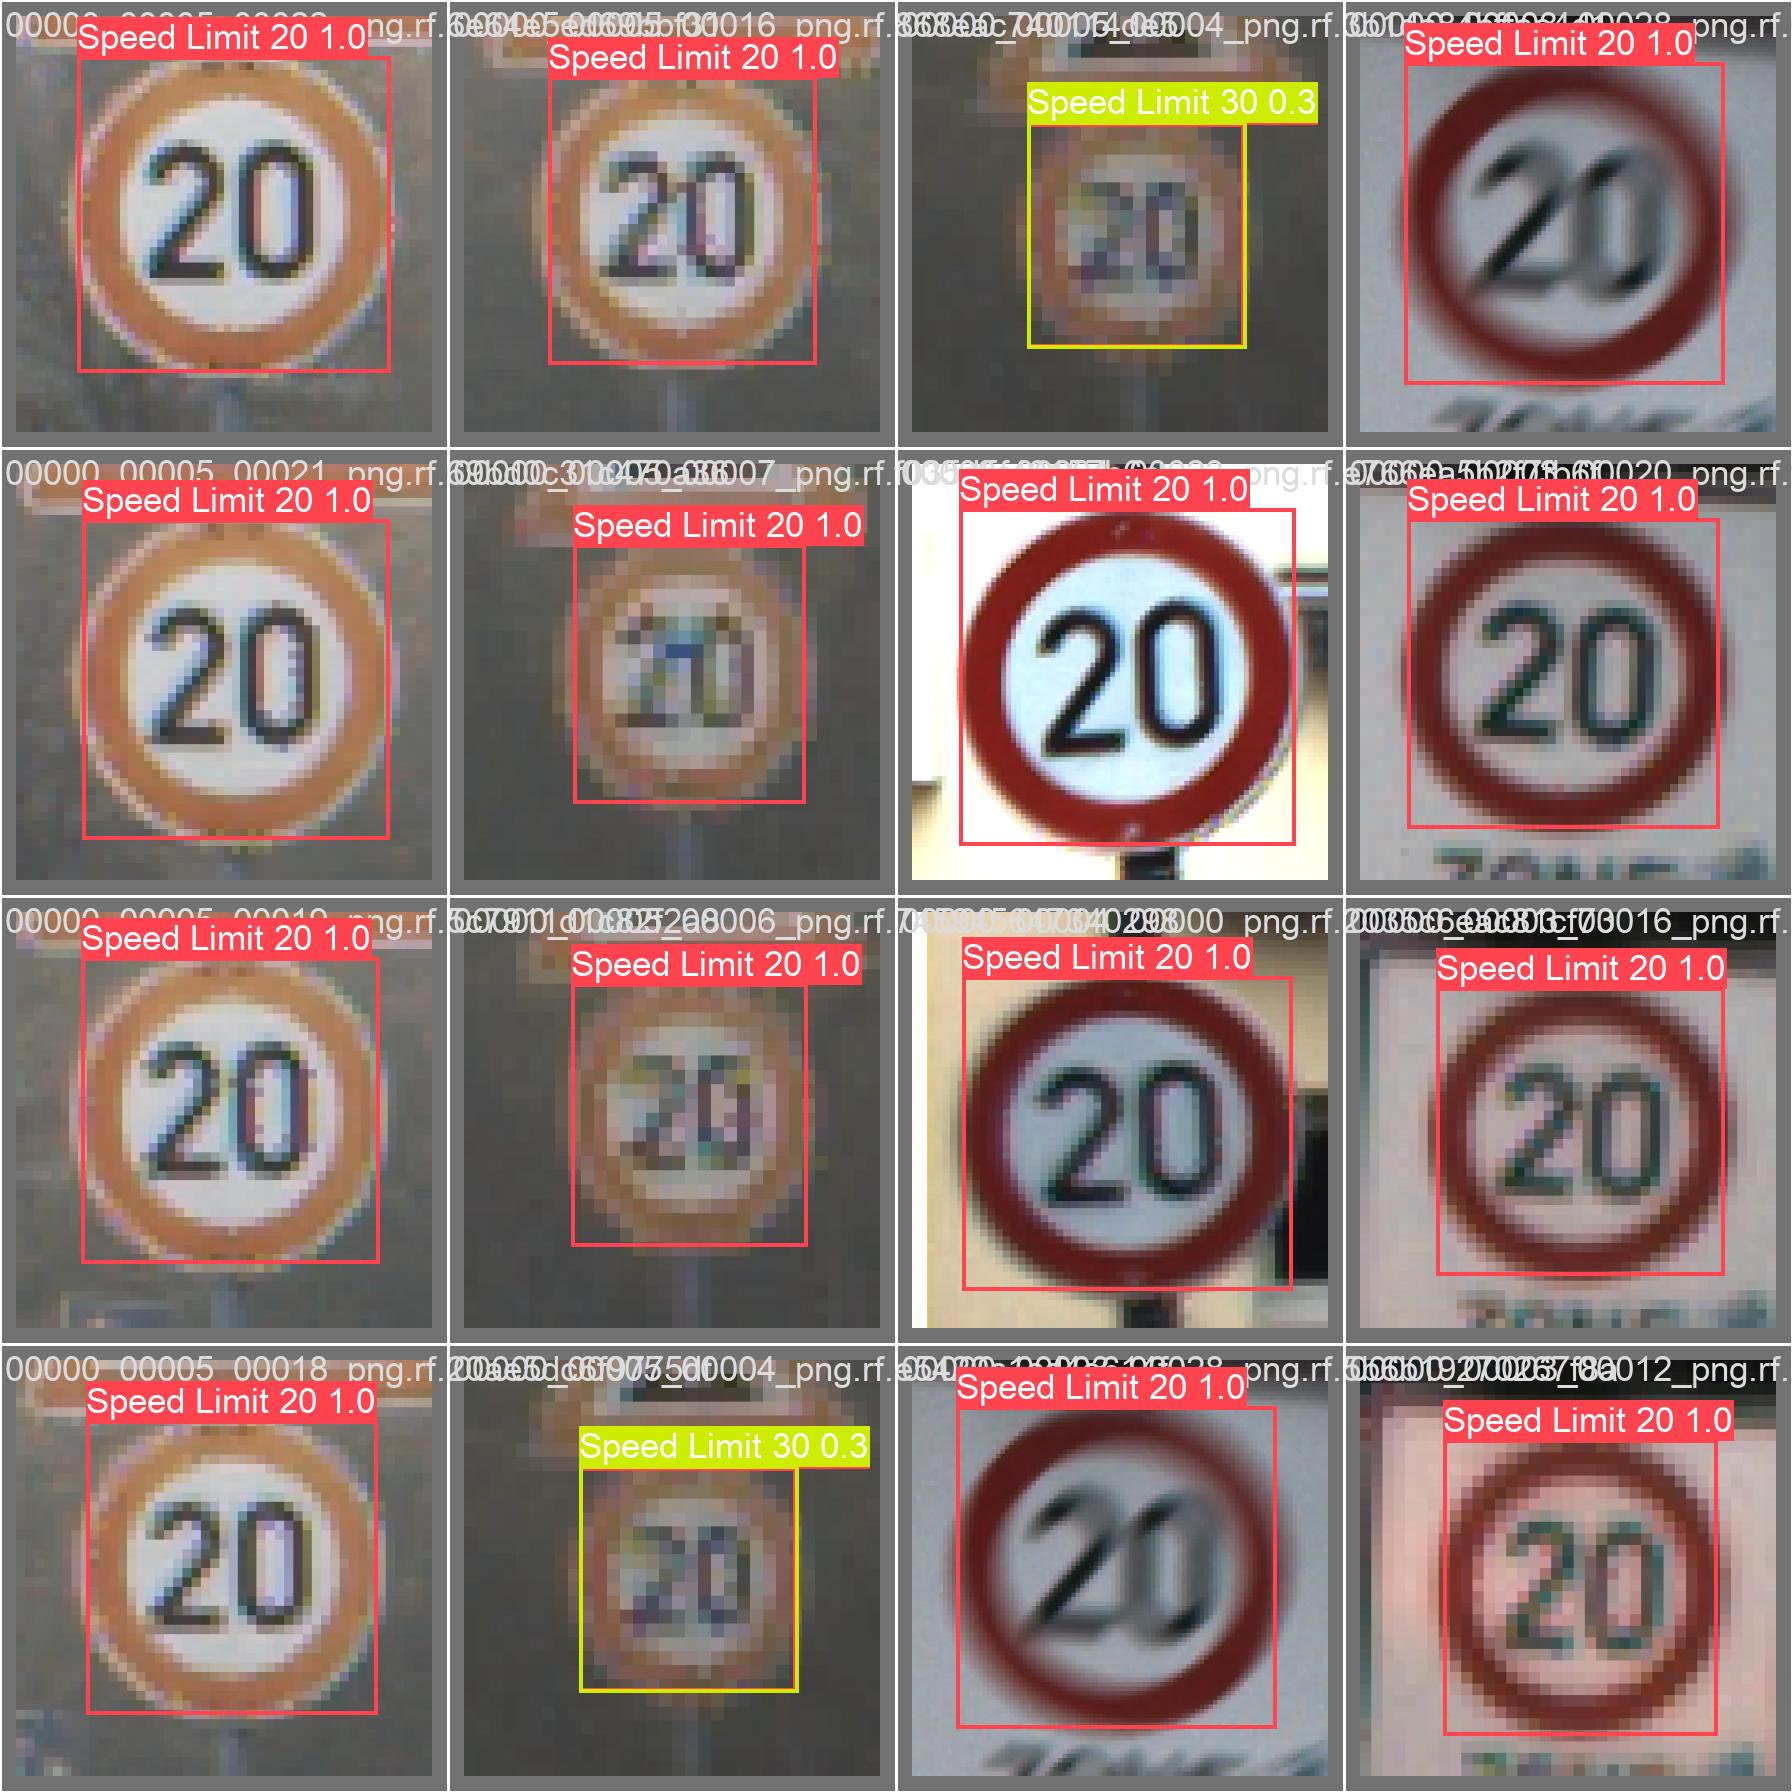 Speed Limit 20 1.0
20
Speed Limit 20 1.0
20
Speed Limit 30 0.3
20
Speed Limit 20 1.0
20
00000_00005_00021_png.rf.
Speed Limit 20 1.0
20
Speed Limit 20 1.0
20
Speed Limit 20 1.0
20
Speed Limit 20 1.0
20
ZONE
00000_00005_00019_png.rf.
Speed Limit 20 1.0
20
Speed Limit 20 1.0
20
Speed Limit 20 1.0
20
Speed Limit 20 1.0
20
00000_00005_00018_png.rf.
Speed Limit 20 1.0
20
Speed Limit 30 0.3
20
Speed Limit 20 1.0
20
Speed Limit 20 1.0
20